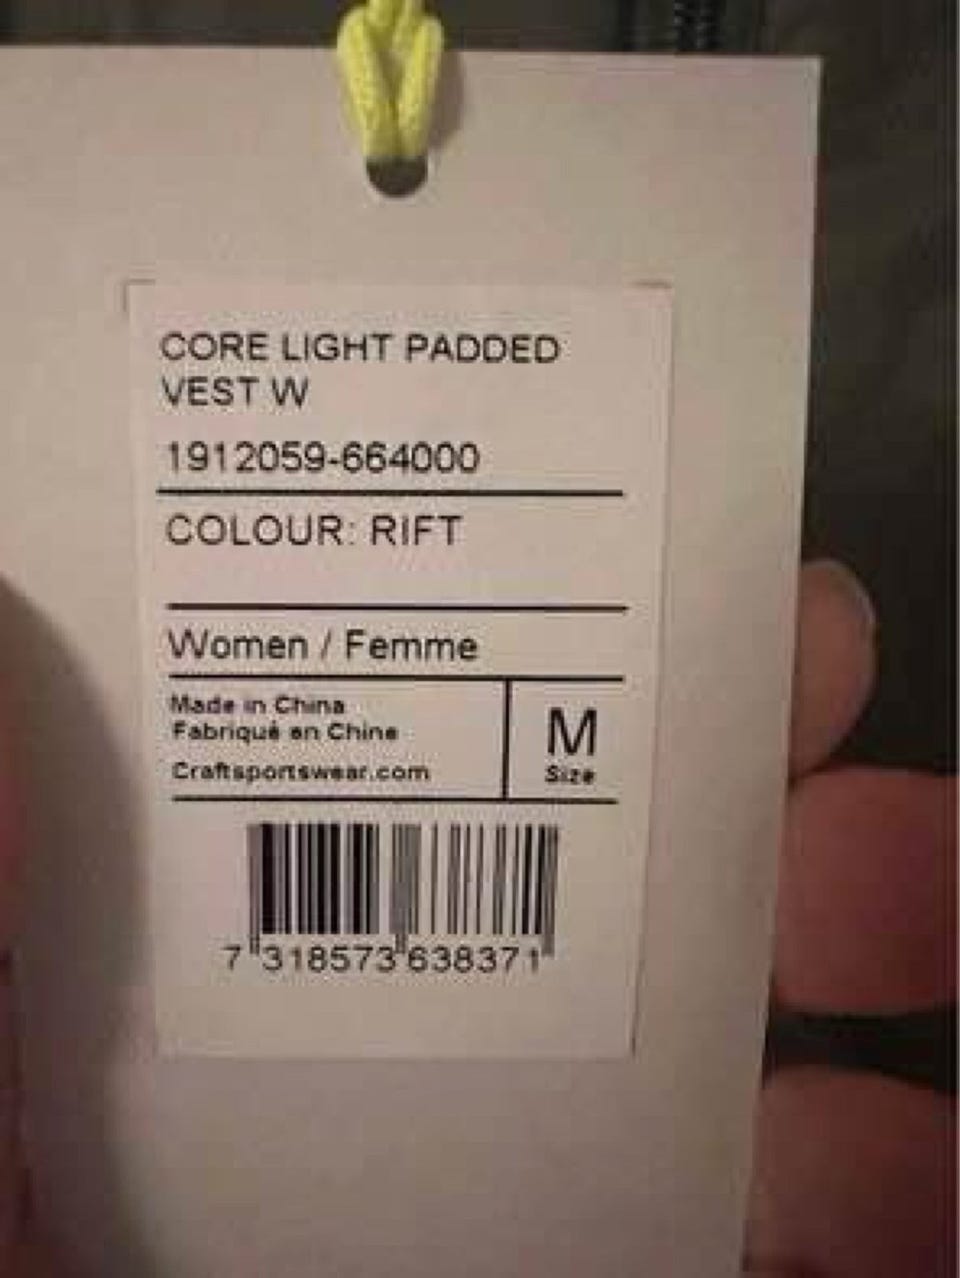 CORE LIGHT PADDED
VEST W
1912059-664000
COLOUR: RIFT
Women / Femme
Made in China
Fabriqué en Chine
Craftsportswear.com
M
Size
7 318573 638371